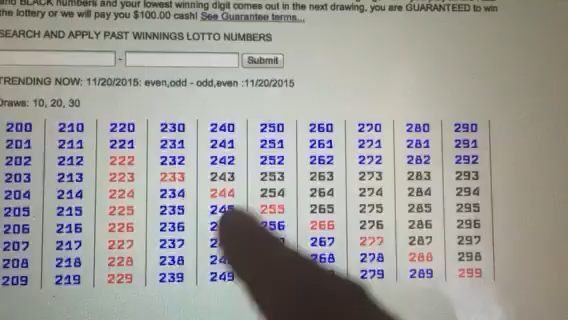 and BLACK numbers and your lowest winning digit comes out in the next drawing, you are GUARANTEED to win
the lottery or we will pay you $100.00 cash! See Guarantee terms...
SEARCH AND APPLY PAST WINNINGS LOTTO NUMBERS
- Submit
TRENDING NOW: 11/20/2015: even,odd - odd,even :11/20/2015
Draws: 10, 20, 30
200 210 220 230 240 250 260 270 280 290
201 211 221 231 241 251 261 271 281 291
202 212 222 232 242 252 262 272 282 292
203 213 223 233 243 253 263 273 283 293
204 214 224 234 244 254 264 274 284 294
205 215 225 235 245 255 265 275 285 295
206 216 226 236 256 266 276 286 296
207 217 227 237 267 277 287 297
208 218 228 238 268 278 288 298
209 219 229 239 249 279 289 299